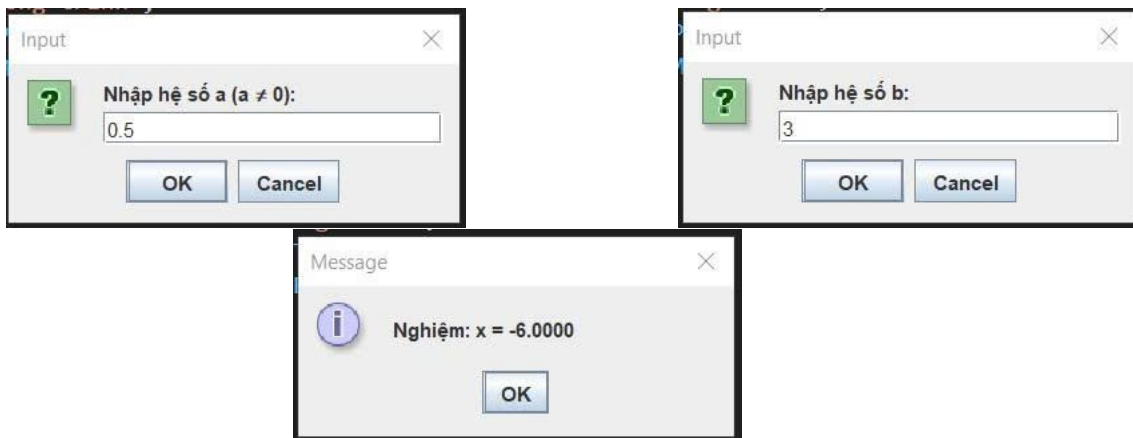 Input
Nhập hệ số a (a ≠ 0):
0.5
OK
Cancel
Input
Nhập hệ số b:
3
OK
Cancel
Message
Nghiệm: x = -6.0000
OK